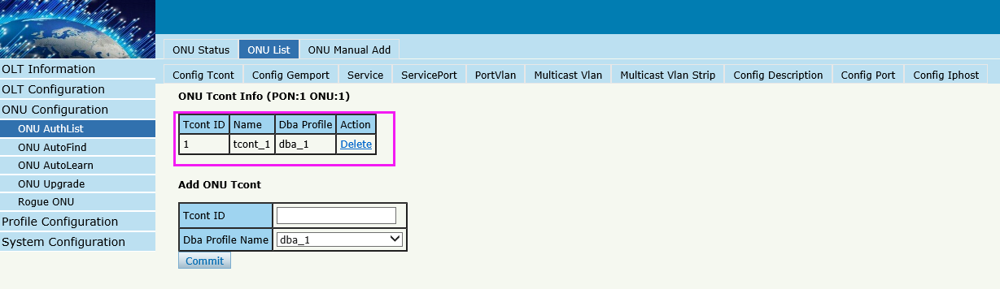 ONU Status ONU List ONU Manual Add
OLT Information
OLT Configuration
ONU Configuration
ONU AuthList
ONU AutoFind
ONU AutoLearn
ONU Upgrade
Rogue ONU
Profile Configuration
System Configuration
Config Tcont Config Gemport Service ServicePort PortVlan Multicast Vlan Multicast Vlan Strip Config Description Config Port Config Iphost
ONU Tcont Info (PON:1 ONU:1)
Tcont ID Name Dba Profile Action
1 tcont_1 dba_1 Delete
Add ONU Tcont
Tcont ID
Dba Profile Name dba_1
Commit